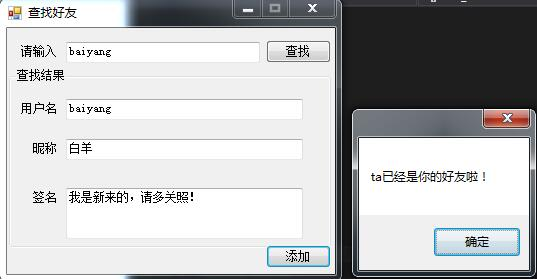 查找好友
请输入 baiyang 查找
查找结果
用户名 baiyang
昵称 白羊
签名 我是新来的，请多关照！
添加
ta已经是你的好友啦！
确定